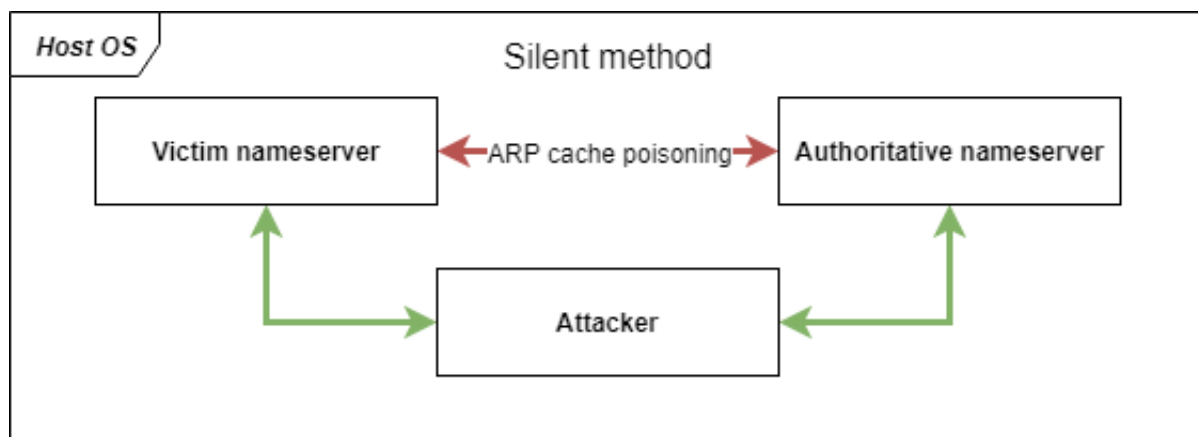 Host OS
Silent method
Victim nameserver
ARP cache poisoning
Authoritative nameserver
Attacker